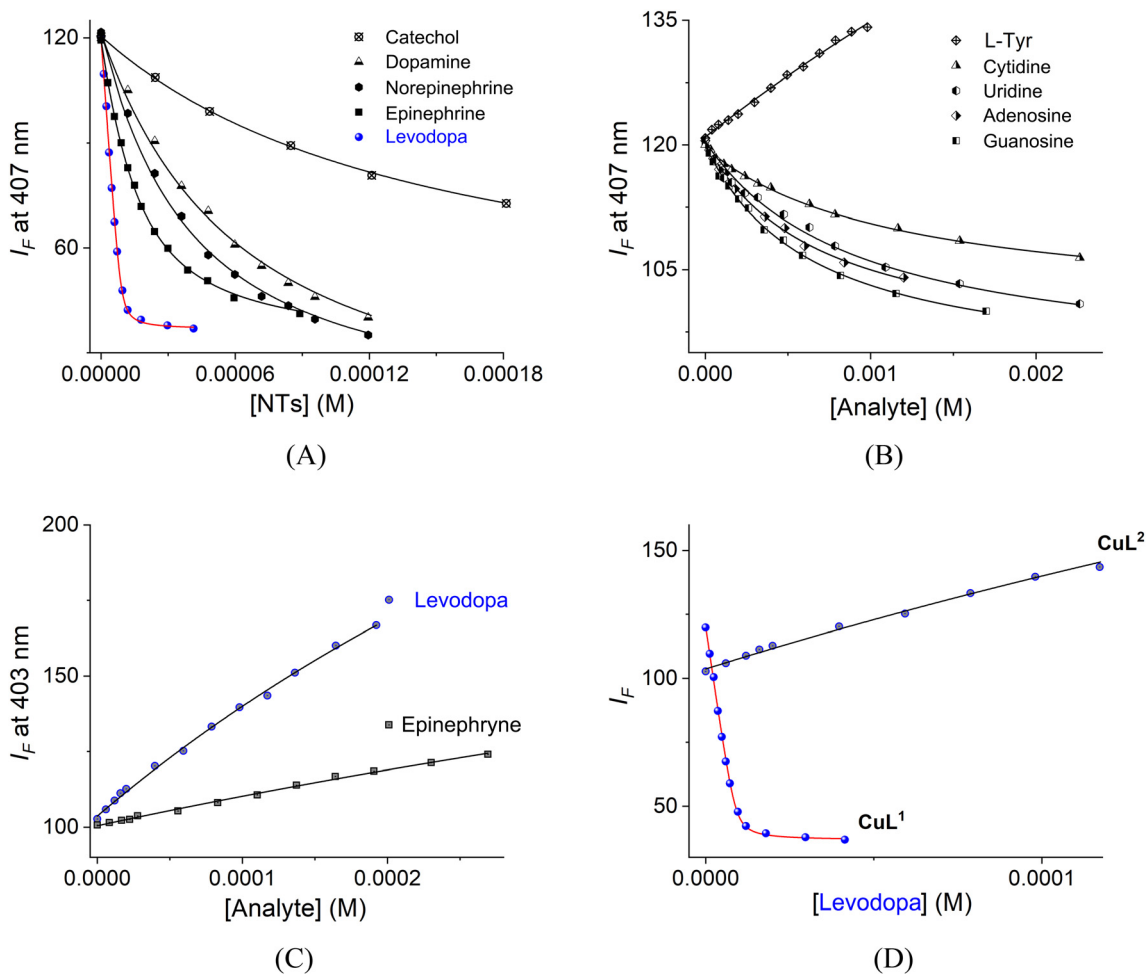 120
60
0.00000
0.00006
0.00012
0.00018
I_F at 407 nm
[NTs] (M)
Catechol
Dopamine
Norepinephrine
Epinephrine
Levodopa
(A)
135
120
105
0.000
0.001
0.002
I_F at 407 nm
[Analyte] (M)
L-Tyr
Cytidine
Uridine
Adenosine
Guanosine
(B)
200
150
100
0.0000
0.0001
0.0002
I_F at 403 nm
[Analyte] (M)
Levodopa
Epinephryne
(C)
150
100
50
0.0000
0.0001
I_F
[Levodopa] (M)
CuL²
CuL¹
(D)